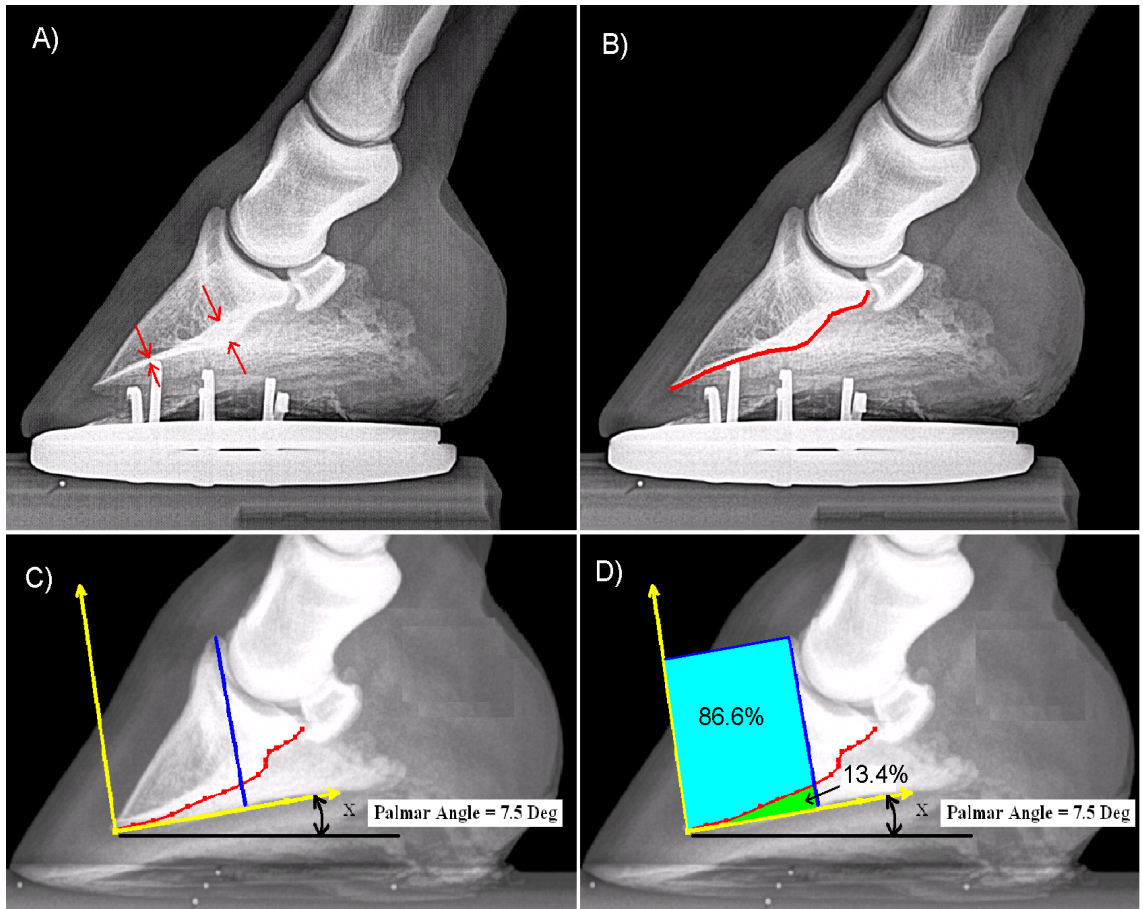 A)
B)
C)
X
Palmar Angle = 7.5 Deg
D)
86.6%
13.4%
X
Palmar Angle = 7.5 Deg